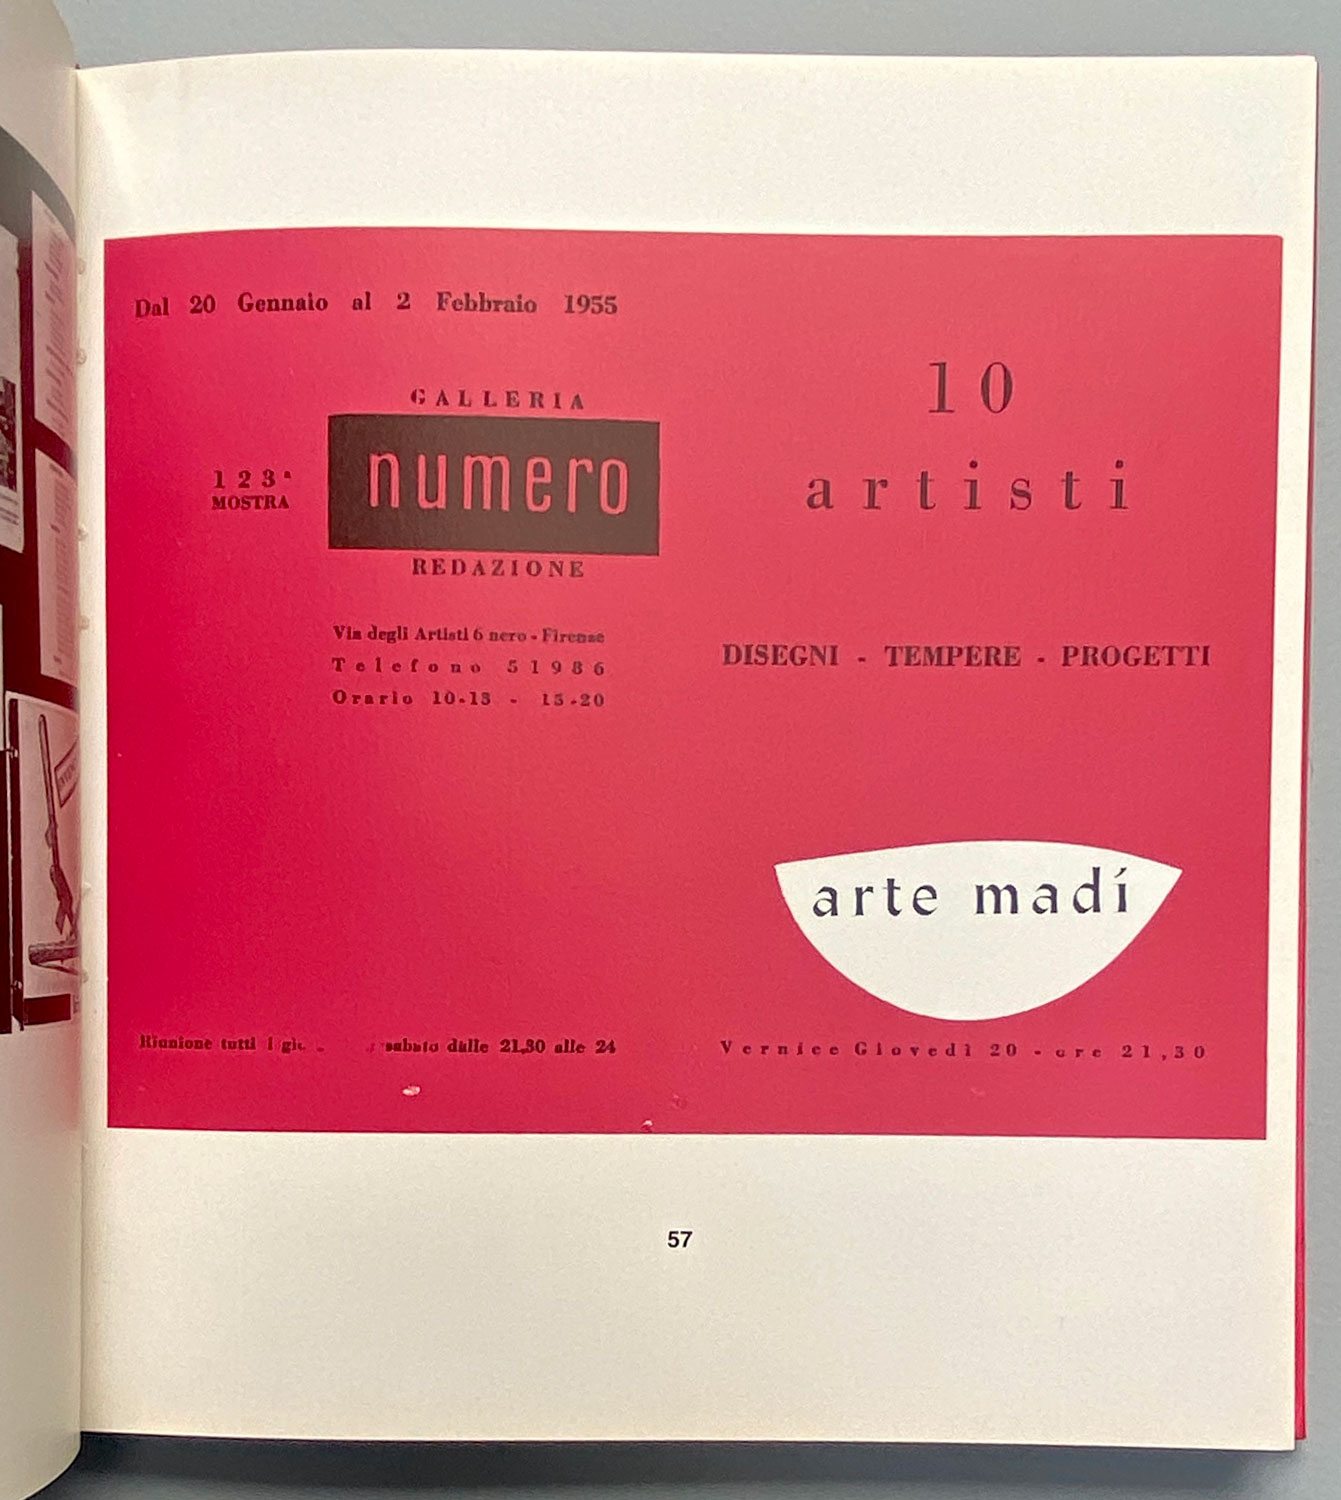 Dal 20 Gennaio al 2 Febbraio 1955
GALLERIA
numero
123ª
MOSTRA
REDAZIONE
Via degli Artisti 6 nero - Firenze
Telefono 51986
Orario 10-13 - 15-20
Riunione tutti i sabato dalle 21,30 alle 24
10
artisti
DISEGNI - TEMPERE - PROGETTI
arte madí
Vernice Giovedì 20 - ore 21,30
57